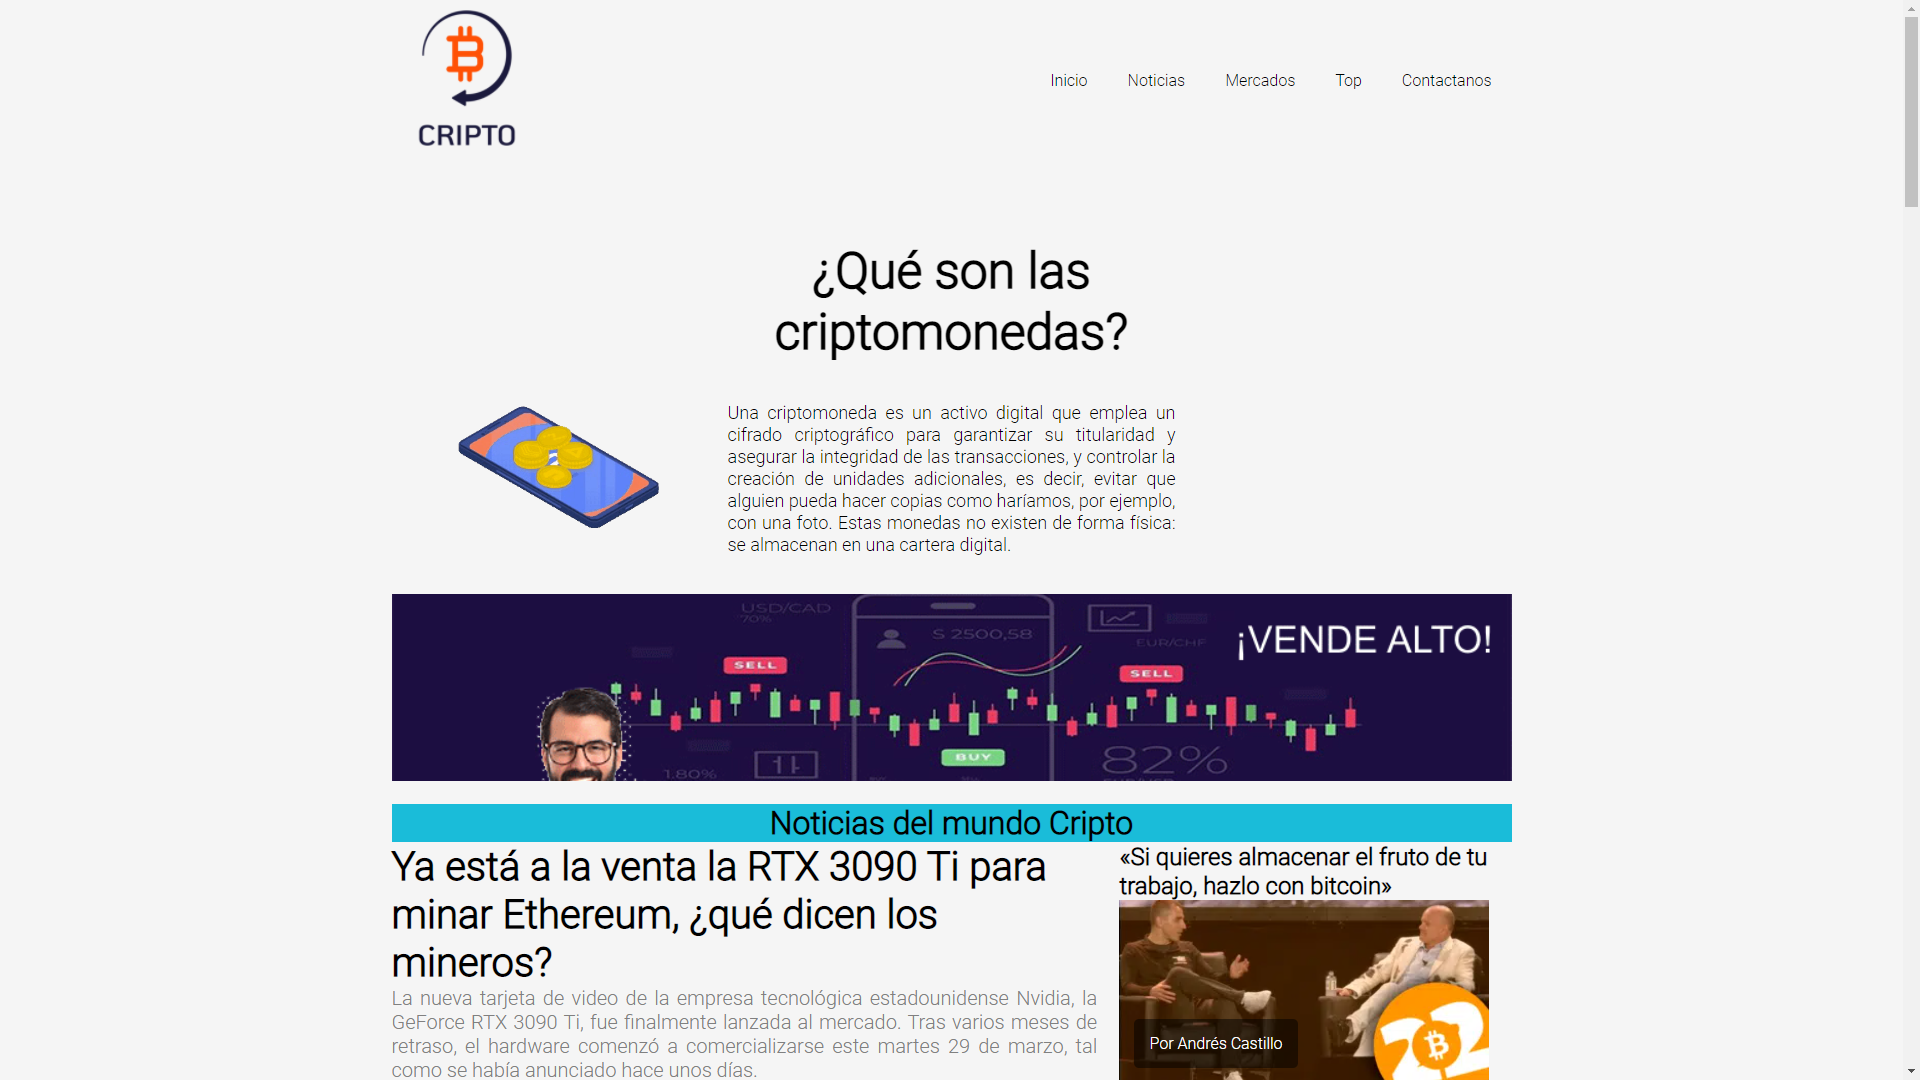 CRIPTO
Inicio Noticias Mercados Top Contactanos
¿Qué son las
criptomonedas?
Una criptomoneda es un activo digital que emplea un
cifrado criptográfico para garantizar su titularidad y
asegurar la integridad de las transacciones, y controlar la
creación de unidades adicionales, es decir, evitar que
alguien pueda hacer copias como haríamos, por ejemplo,
con una foto. Estas monedas no existen de forma física:
se almacenan en una cartera digital.
USD/CAD
70%
S 2500,58
EUR/CHF
¡VENDE ALTO!
SELL
SELL
BUY
82%
1.80%
Noticias del mundo Cripto
Ya está a la venta la RTX 3090 Ti para
minar Ethereum, ¿qué dicen los
mineros?
La nueva tarjeta de video de la empresa tecnológica estadounidense Nvidia, la
GeForce RTX 3090 Ti, fue finalmente lanzada al mercado. Tras varios meses de
retraso, el hardware comenzó a comercializarse este martes 29 de marzo, tal
como se había anunciado hace unos días.
«Si quieres almacenar el fruto de tu
trabajo, hazlo con bitcoin»
Por Andrés Castillo